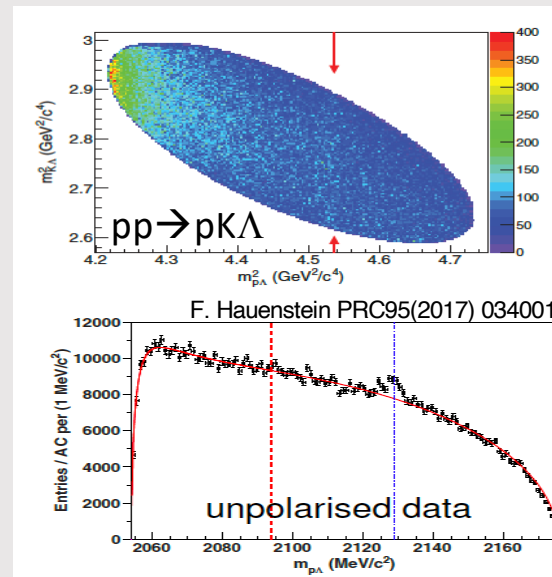 3
2.9
2.8
2.7
2.6
m²KΛ (GeV²/c⁴)
pp→pKΛ
4.2 4.3 4.4 4.5 4.6 4.7
m²pΛ (GeV²/c⁴)
400
350
300
250
200
150
100
50
0
F. Hauenstein PRC95(2017) 034001
12000
10000
8000
6000
4000
2000
0
Entries / AC per (1 MeV/c²)
unpolarised data
2060 2080 2100 2120 2140 2160
mpΛ (MeV/c²)